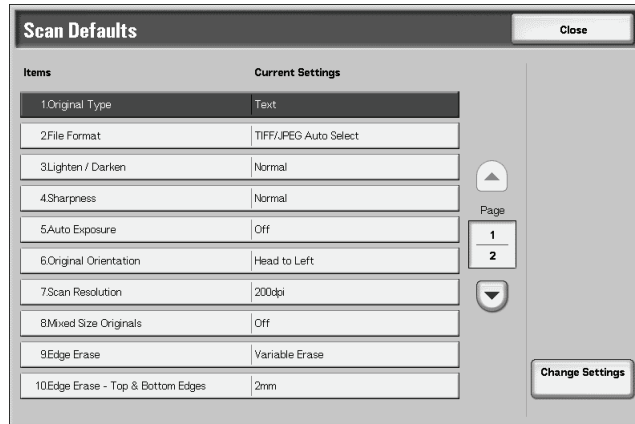 Scan Defaults Close
Items Current Settings
1.Original Type Text
2.File Format TIFF/JPEG Auto Select
3.Lighten / Darken Normal
4.Sharpness Normal
5.Auto Exposure Off
6.Original Orientation Head to Left
7.Scan Resolution 200dpi
8.Mixed Size Originals Off
9.Edge Erase Variable Erase
10.Edge Erase - Top & Bottom Edges 2mm
Page
1
2
Change Settings